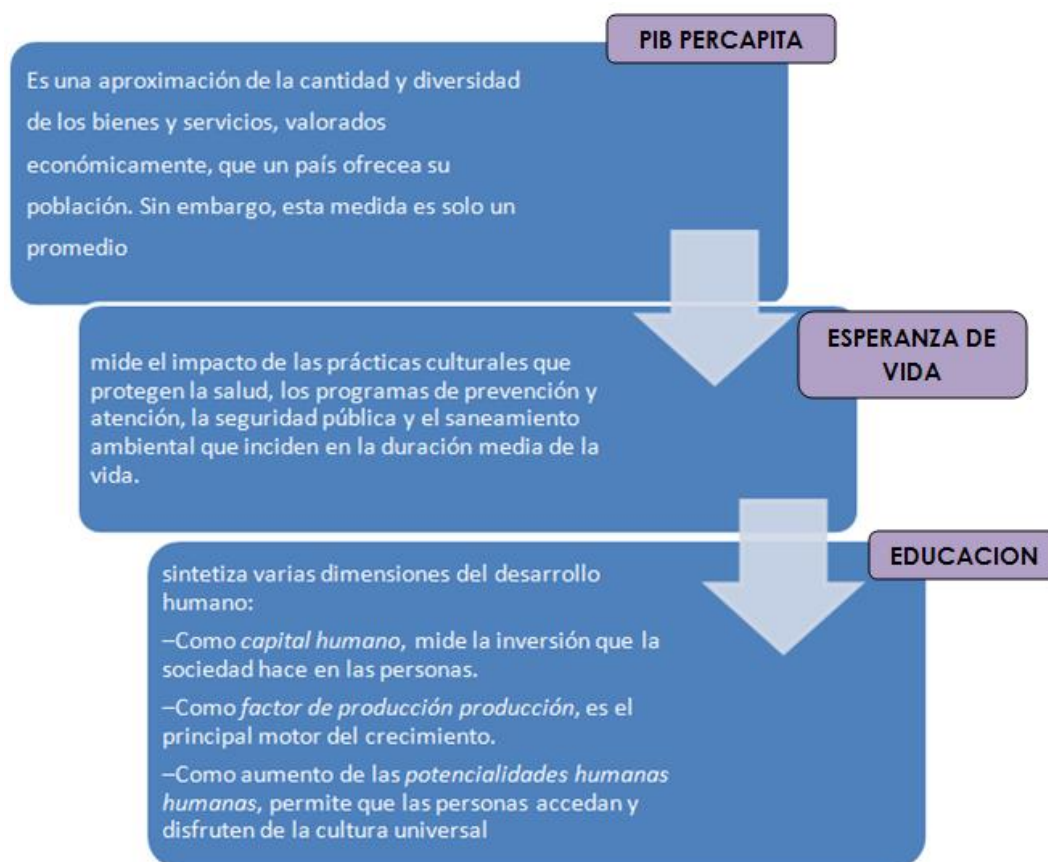 PIB PERCAPITA
Es una aproximación de la cantidad y diversidad
de los bienes y servicios, valorados
económicamente, que un país ofrecea su
población. Sin embargo, esta medida es solo un
promedio
ESPERANZA DE
VIDA
mide el impacto de las prácticas culturales que
protegen la salud, los programas de prevención y
atención, la seguridad pública y el saneamiento
ambiental que inciden en la duración media de la
vida.
EDUCACION
sintetiza varias dimensiones del desarrollo
humano:
–Como capital humano, mide la inversión que la
sociedad hace en las personas.
–Como factor de producción producción, es el
principal motor del crecimiento.
–Como aumento de las potencialidades humanas
humanas, permite que las personas accedan y
disfruten de la cultura universal